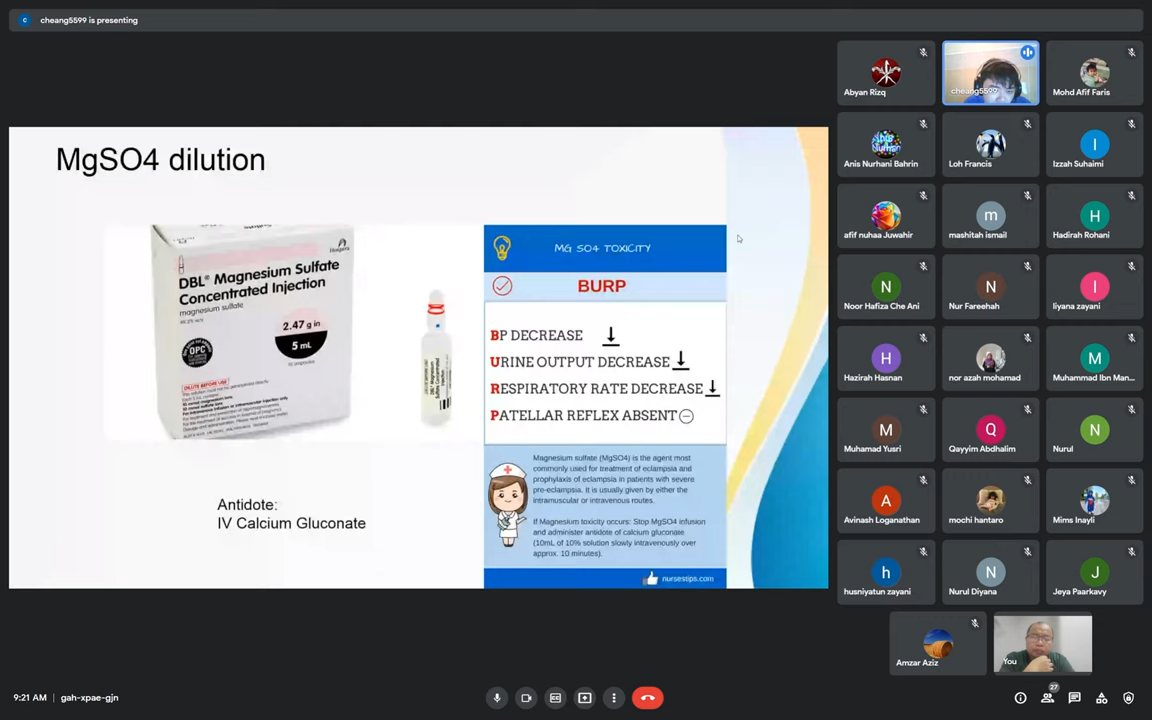 cheang5599 is presenting
MgSO4 dilution
DBL® Magnesium Sulfate
Concentrated Injection
magnesium sulfate
2.47 g in
5 mL
OPC
DILUTE BEFORE USE
Antidote:
IV Calcium Gluconate
MG SO4 TOXICITY
BURP
BP DECREASE
URINE OUTPUT DECREASE
RESPIRATORY RATE DECREASE
PATELLAR REFLEX ABSENT
Magnesium sulfate (MgSO4) is the agent most
commonly used for treatment of eclampsia and
prophylaxis of eclampsia in patients with severe
pre-eclampsia. It is usually given by either the
intramuscular or intravenous routes.
If Magnesium toxicity occurs: Stop MgSO4 infusion
and administer antidote of calcium gluconate
(10mL of 10% solution slowly intravenously over
approx. 10 minutes).
nursestips.com
Abyan Rizq
cheang5599
Mohd Afif Faris
Anis Nurhani Bahrin
Loh Francis
I
Izzah Suhaimi
afif nuhaa Juwahir
m
mashitah ismail
H
Hadirah Rohani
N
Noor Hafiza Che Ani
N
Nur Fareehah
l
liyana zayani
H
Hazirah Hasnan
nor azah mohamad
M
Muhammad Ibn Man...
M
Muhamad Yusri
Q
Qayyim Abdhalim
N
Nurul
A
Avinash Loganathan
mochi hantaro
Mims Inayli
h
husniyatun zayani
N
Nurul Diyana
J
Jeya Paarkavy
Amzar Aziz
You
9:21 AM | gah-xpae-gjn
27